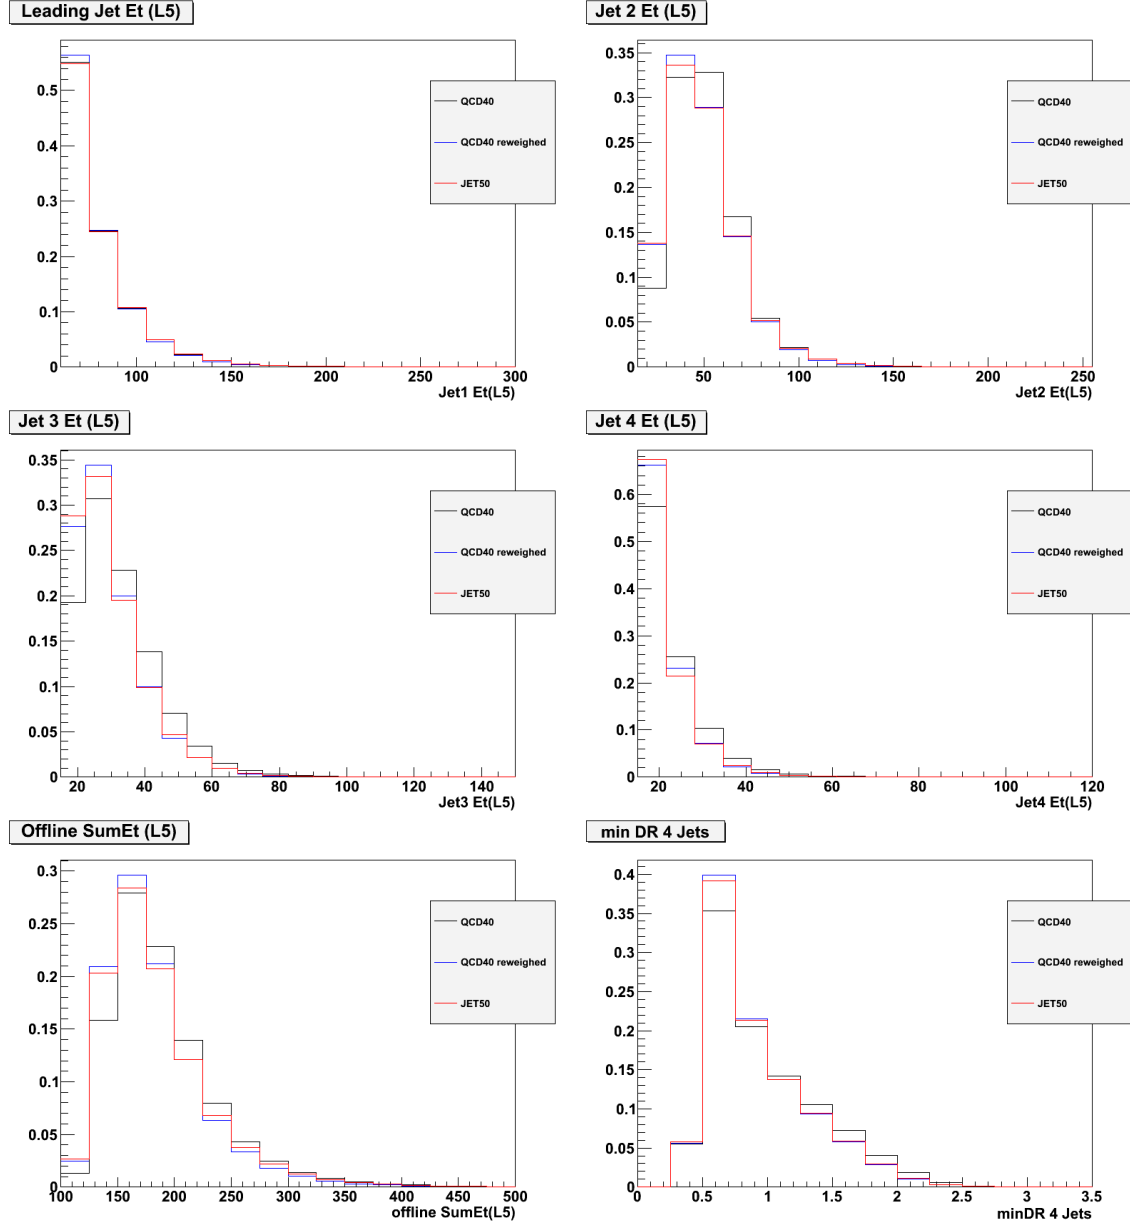 Leading Jet Et (L5)
0.5
0.4
0.3
0.2
0.1
0
100 150 200 250 300
Jet1 Et(L5)
QCD40
QCD40 reweighed
JET50
Jet 2 Et (L5)
0.35
0.3
0.25
0.2
0.15
0.1
0.05
0
50 100 150 200 250
Jet2 Et(L5)
QCD40
QCD40 reweighed
JET50
Jet 3 Et (L5)
0.35
0.3
0.25
0.2
0.15
0.1
0.05
0
20 40 60 80 100 120 140
Jet3 Et(L5)
QCD40
QCD40 reweighed
JET50
Jet 4 Et (L5)
0.6
0.5
0.4
0.3
0.2
0.1
0
20 40 60 80 100 120
Jet4 Et(L5)
QCD40
QCD40 reweighed
JET50
Offline SumEt (L5)
0.3
0.25
0.2
0.15
0.1
0.05
0
100 150 200 250 300 350 400 450 500
offline SumEt(L5)
QCD40
QCD40 reweighed
JET50
min DR 4 Jets
0.4
0.35
0.3
0.25
0.2
0.15
0.1
0.05
0
0 0.5 1 1.5 2 2.5 3 3.5
minDR 4 Jets
QCD40
QCD40 reweighed
JET50